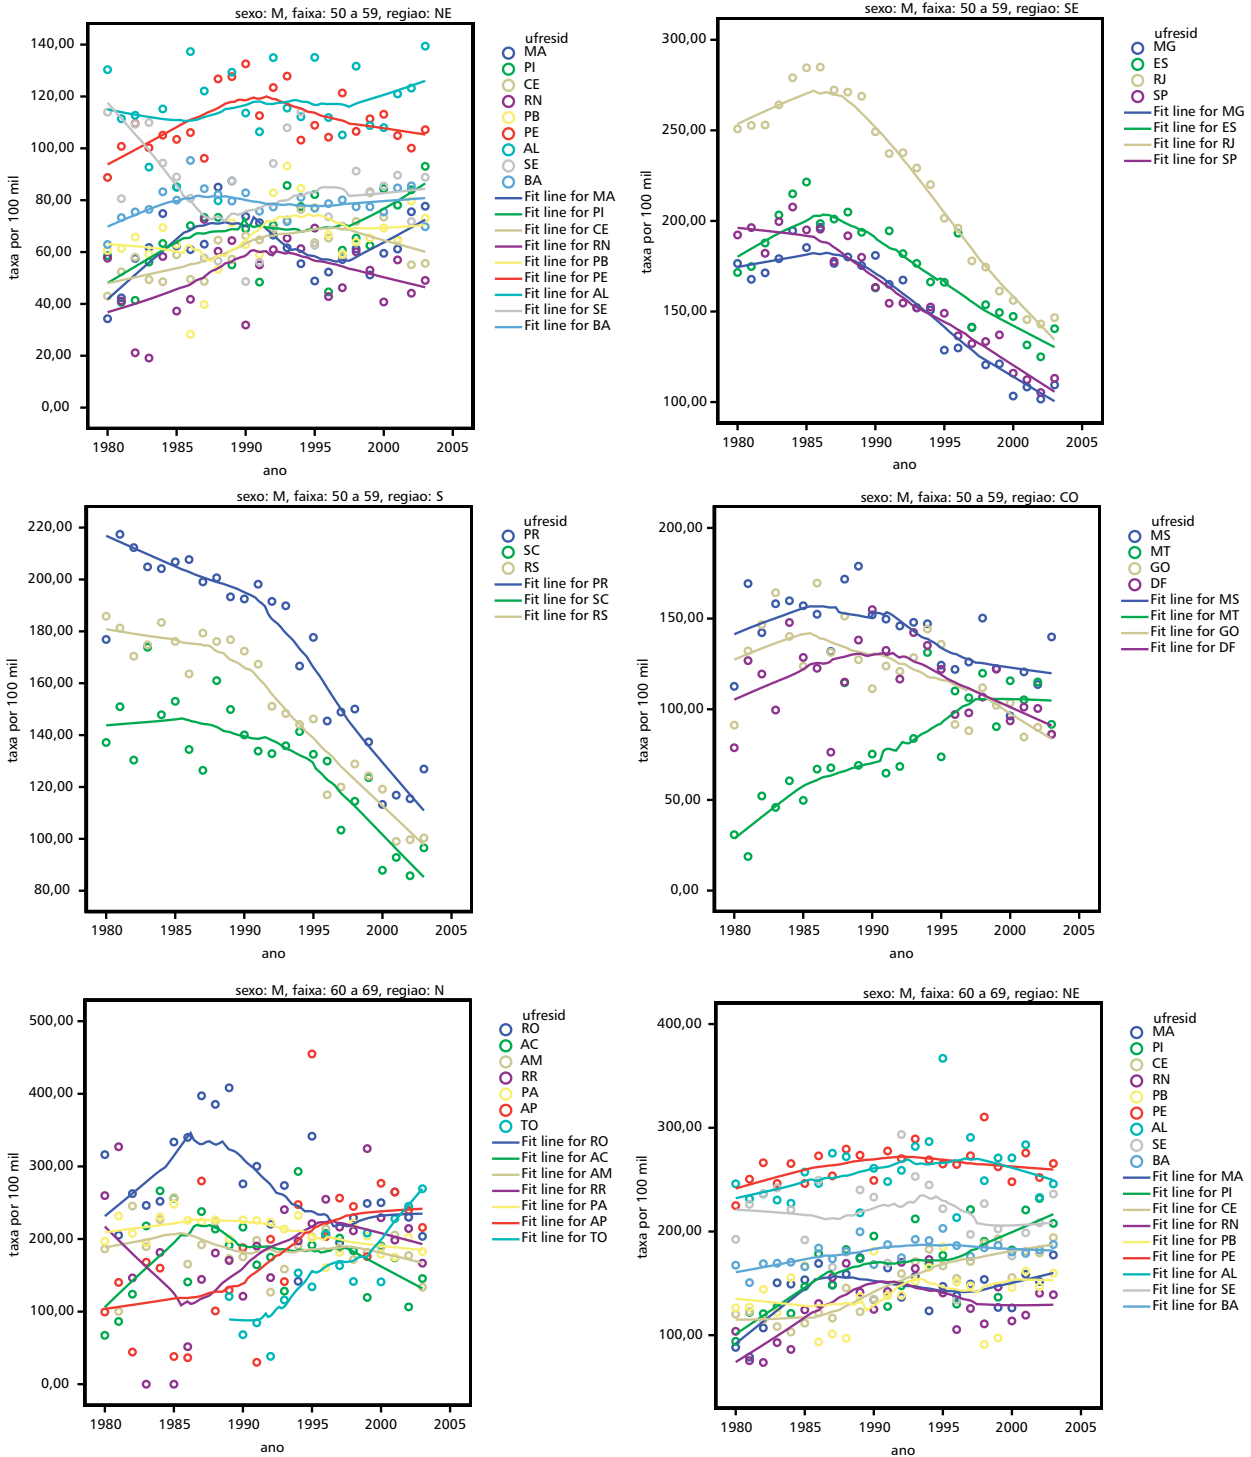 sexo: M, faixa: 50 a 59, regiao: NE
taxa por 100 mil
140,00
120,00
100,00
80,00
60,00
40,00
20,00
0,00
1980 1985 1990 1995 2000 2005
ano
ufresid
MA
PI
CE
RN
PB
PE
AL
SE
BA
Fit line for MA
Fit line for PI
Fit line for CE
Fit line for RN
Fit line for PB
Fit line for PE
Fit line for AL
Fit line for SE
Fit line for BA
sexo: M, faixa: 50 a 59, regiao: SE
taxa por 100 mil
300,00
250,00
200,00
150,00
100,00
1980 1985 1990 1995 2000 2005
ano
ufresid
MG
ES
RJ
SP
Fit line for MG
Fit line for ES
Fit line for RJ
Fit line for SP
sexo: M, faixa: 50 a 59, regiao: S
taxa por 100 mil
220,00
200,00
180,00
160,00
140,00
120,00
100,00
80,00
1980 1985 1990 1995 2000 2005
ano
ufresid
PR
SC
RS
Fit line for PR
Fit line for SC
Fit line for RS
sexo: M, faixa: 50 a 59, regiao: CO
taxa por 100 mil
200,00
150,00
100,00
50,00
0,00
1980 1985 1990 1995 2000 2005
ano
ufresid
MS
MT
GO
DF
Fit line for MS
Fit line for MT
Fit line for GO
Fit line for DF
sexo: M, faixa: 60 a 69, regiao: N
taxa por 100 mil
500,00
400,00
300,00
200,00
100,00
0,00
1980 1985 1990 1995 2000 2005
ano
ufresid
RO
AC
AM
RR
PA
AP
TO
Fit line for RO
Fit line for AC
Fit line for AM
Fit line for RR
Fit line for PA
Fit line for AP
Fit line for TO
sexo: M, faixa: 60 a 69, regiao: NE
taxa por 100 mil
400,00
300,00
200,00
100,00
1980 1985 1990 1995 2000 2005
ano
ufresid
MA
PI
CE
RN
PB
PE
AL
SE
BA
Fit line for MA
Fit line for PI
Fit line for CE
Fit line for RN
Fit line for PB
Fit line for PE
Fit line for AL
Fit line for SE
Fit line for BA